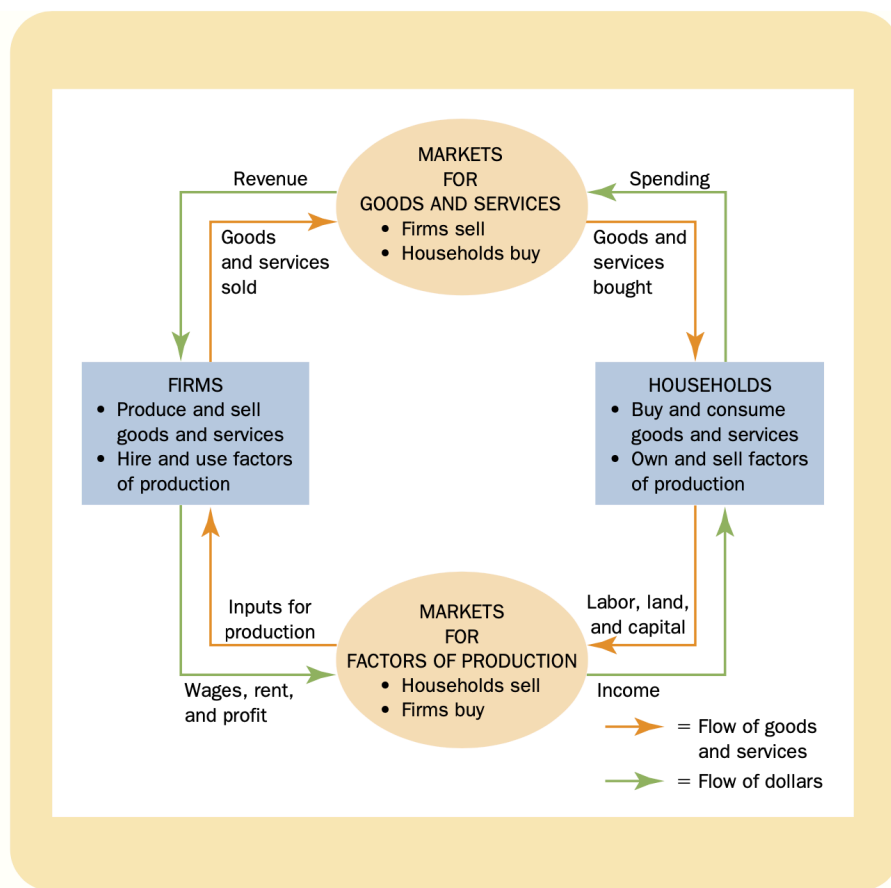 MARKETS
FOR
GOODS AND SERVICES
• Firms sell
• Households buy
Revenue
Spending
Goods
and services
sold
Goods and
services
bought
FIRMS
• Produce and sell
goods and services
• Hire and use factors
of production
HOUSEHOLDS
• Buy and consume
goods and services
• Own and sell factors
of production
Inputs for
production
Labor, land,
and capital
MARKETS
FOR
FACTORS OF PRODUCTION
• Households sell
• Firms buy
Wages, rent,
and profit
Income
= Flow of goods
and services
= Flow of dollars